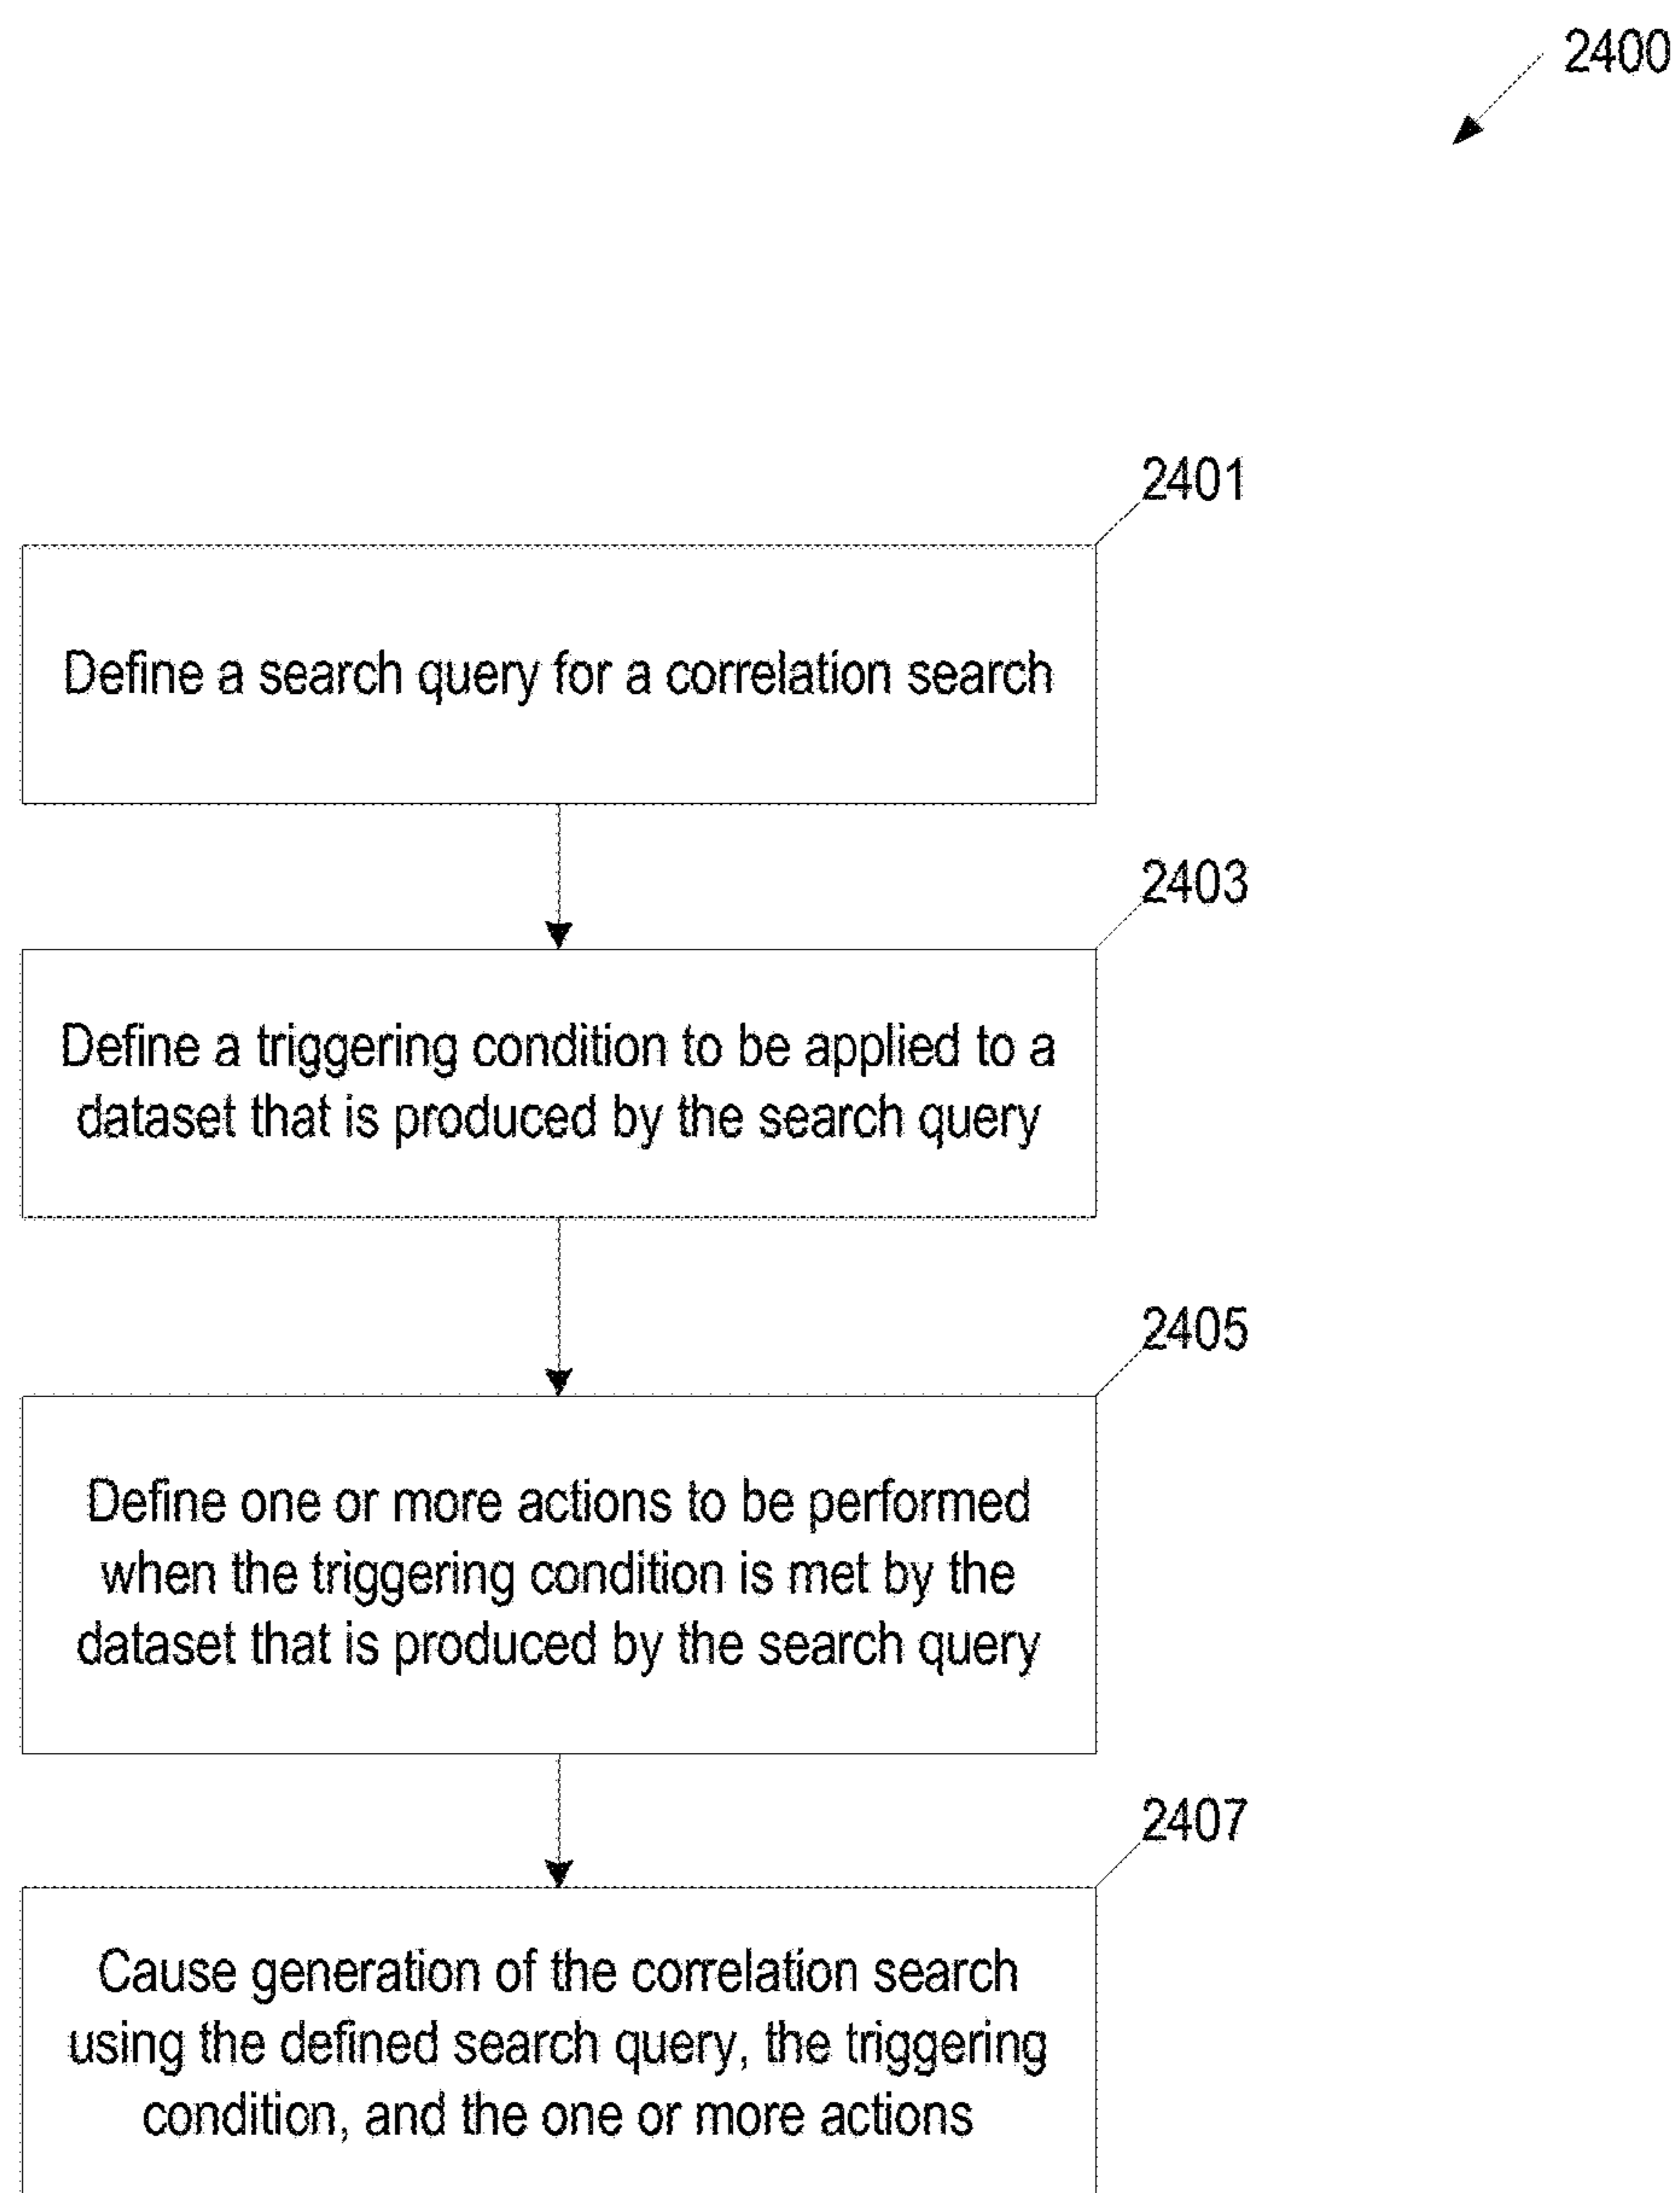 2400
2401
Define a search query for a correlation search
2403
Define a triggering condition to be applied to a
dataset that is produced by the search query
2405
Define one or more actions to be performed
when the triggering condition is met by the
dataset that is produced by the search query
2407
Cause generation of the correlation search
using the defined search query, the triggering
condition, and the one or more actions